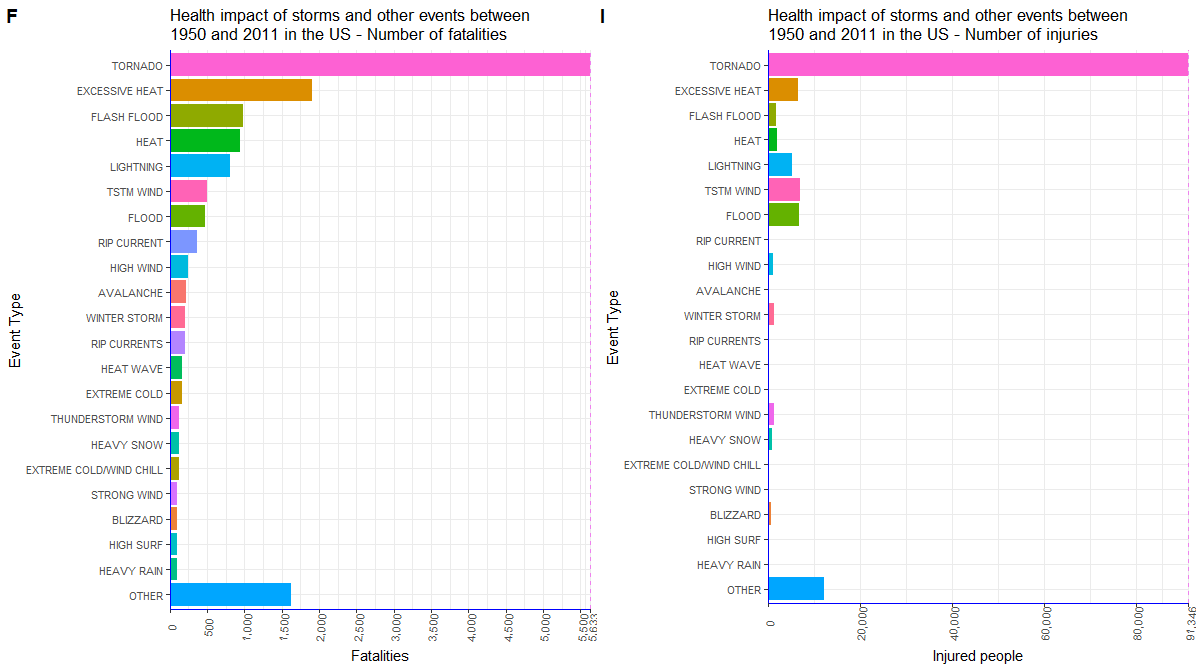 F
Health impact of storms and other events between
1950 and 2011 in the US - Number of fatalities
Event Type
TORNADO
EXCESSIVE HEAT
FLASH FLOOD
HEAT
LIGHTNING
TSTM WIND
FLOOD
RIP CURRENT
HIGH WIND
AVALANCHE
WINTER STORM
RIP CURRENTS
HEAT WAVE
EXTREME COLD
THUNDERSTORM WIND
HEAVY SNOW
EXTREME COLD/WIND CHILL
STRONG WIND
BLIZZARD
HIGH SURF
HEAVY RAIN
OTHER
0
500
1,000
1,500
2,000
2,500
3,000
3,500
4,000
4,500
5,000
5,500
5,633
Fatalities
I
Health impact of storms and other events between
1950 and 2011 in the US - Number of injuries
Event Type
TORNADO
EXCESSIVE HEAT
FLASH FLOOD
HEAT
LIGHTNING
TSTM WIND
FLOOD
RIP CURRENT
HIGH WIND
AVALANCHE
WINTER STORM
RIP CURRENTS
HEAT WAVE
EXTREME COLD
THUNDERSTORM WIND
HEAVY SNOW
EXTREME COLD/WIND CHILL
STRONG WIND
BLIZZARD
HIGH SURF
HEAVY RAIN
OTHER
0
20,000
40,000
60,000
80,000
91,346
Injured people